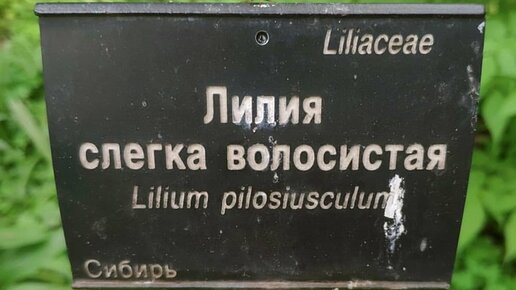 Liliaceae
Лилия
слегка волосистая
Lilium pilosiusculum
Сибирь